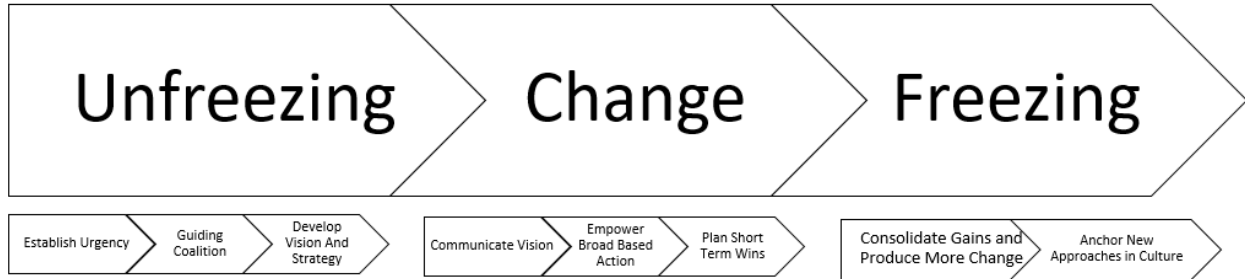 Unfreezing
Change
Freezing
Establish Urgency
Guiding
Coalition
Develop
Vision And
Strategy
Communicate Vision
Empower
Broad Based
Action
Plan Short
Term Wins
Consolidate Gains and
Produce More Change
Anchor New
Approaches in Culture